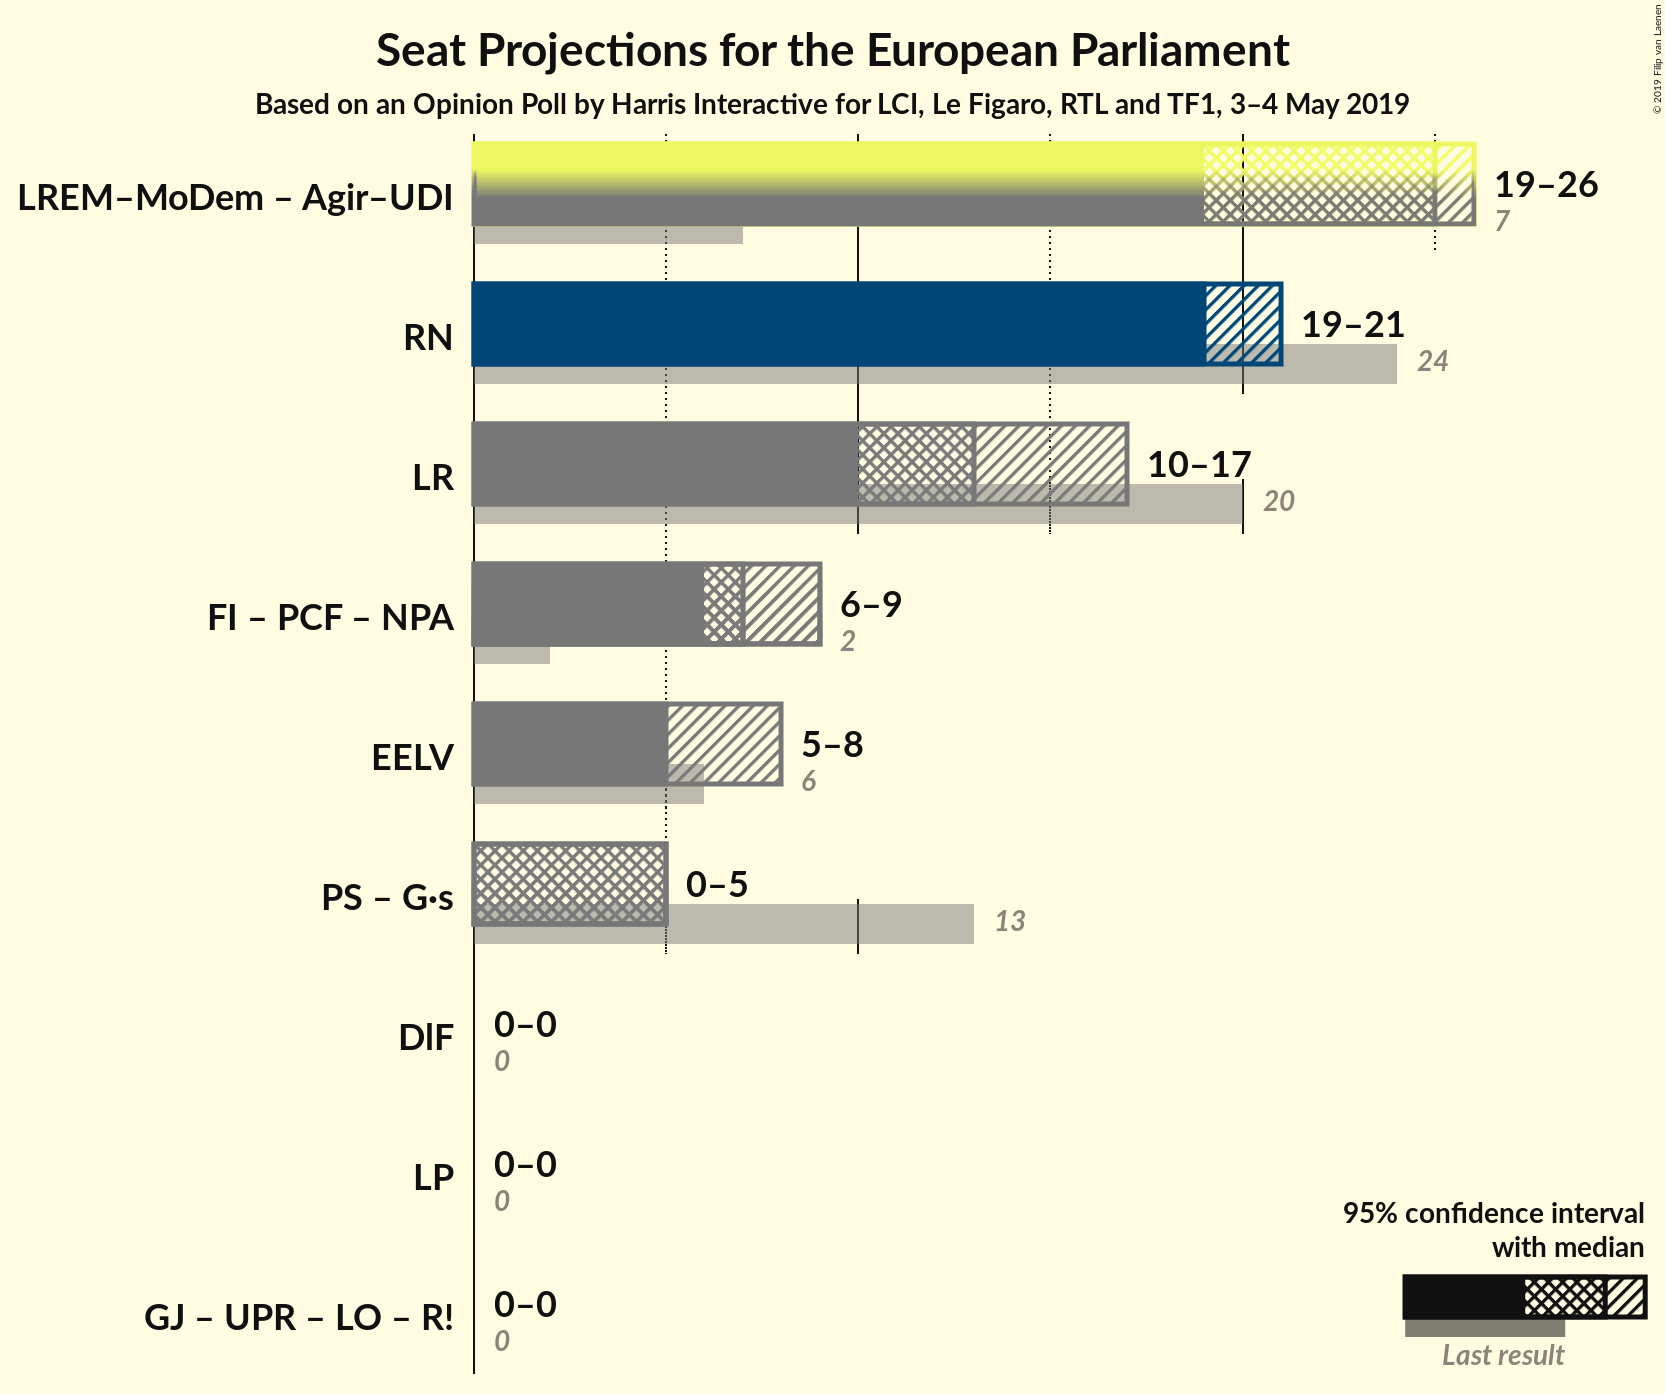 Seat Projections for the European Parliament
Based on an Opinion Poll by Harris Interactive for LCI, Le Figaro, RTL and TF1, 3–4 May 2019
© 2019 Filip van Laenen
LREM–MoDem – Agir–UDI
19–26
7
RN
19–21
24
LR
10–17
20
FI – PCF – NPA
6–9
2
EELV
5–8
6
PS – G·s
0–5
13
DlF
0–0
0
LP
0–0
0
GJ – UPR – LO – R!
0–0
0
95% confidence interval
with median
Last result